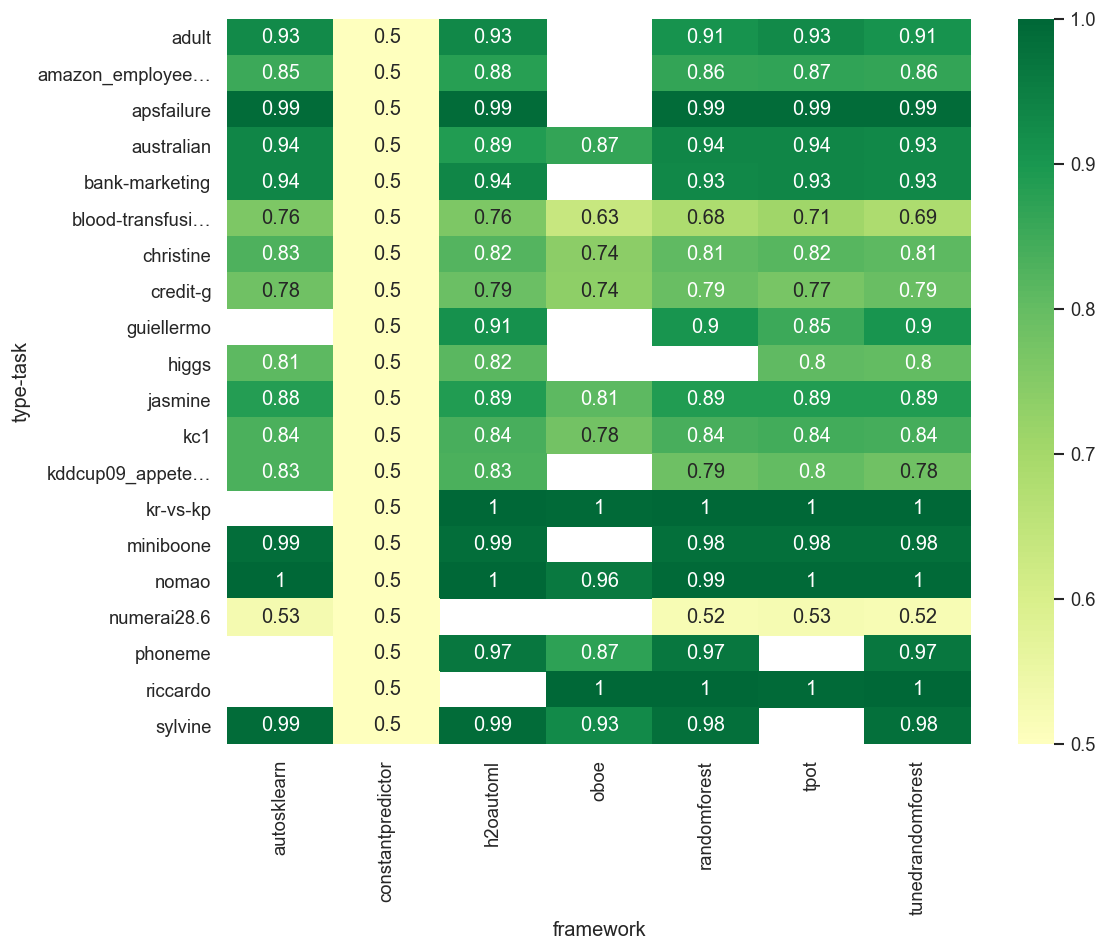 adult 0.93 0.5 0.93 0.91 0.93 0.91
amazon_employee… 0.85 0.5 0.88 0.86 0.87 0.86
apsfailure 0.99 0.5 0.99 0.99 0.99 0.99
australian 0.94 0.5 0.89 0.87 0.94 0.94 0.93
bank-marketing 0.94 0.5 0.94 0.93 0.93 0.93
blood-transfusi… 0.76 0.5 0.76 0.63 0.68 0.71 0.69
christine 0.83 0.5 0.82 0.74 0.81 0.82 0.81
credit-g 0.78 0.5 0.79 0.74 0.79 0.77 0.79
guiellermo 0.5 0.91 0.9 0.85 0.9
higgs 0.81 0.5 0.82 0.8 0.8
jasmine 0.88 0.5 0.89 0.81 0.89 0.89 0.89
kc1 0.84 0.5 0.84 0.78 0.84 0.84 0.84
kddcup09_appete… 0.83 0.5 0.83 0.79 0.8 0.78
kr-vs-kp 0.5 1 1 1 1 1
miniboone 0.99 0.5 0.99 0.98 0.98 0.98
nomao 1 0.5 1 0.96 0.99 1 1
numerai28.6 0.53 0.5 0.52 0.53 0.52
phoneme 0.5 0.97 0.87 0.97 0.97
riccardo 0.5 1 1 1 1
sylvine 0.99 0.5 0.99 0.93 0.98 0.98
type-task
autosklearn
constantpredictor
h2oautoml
oboe
randomforest
tpot
tunedrandomforest
framework
1.0
0.9
0.8
0.7
0.6
0.5